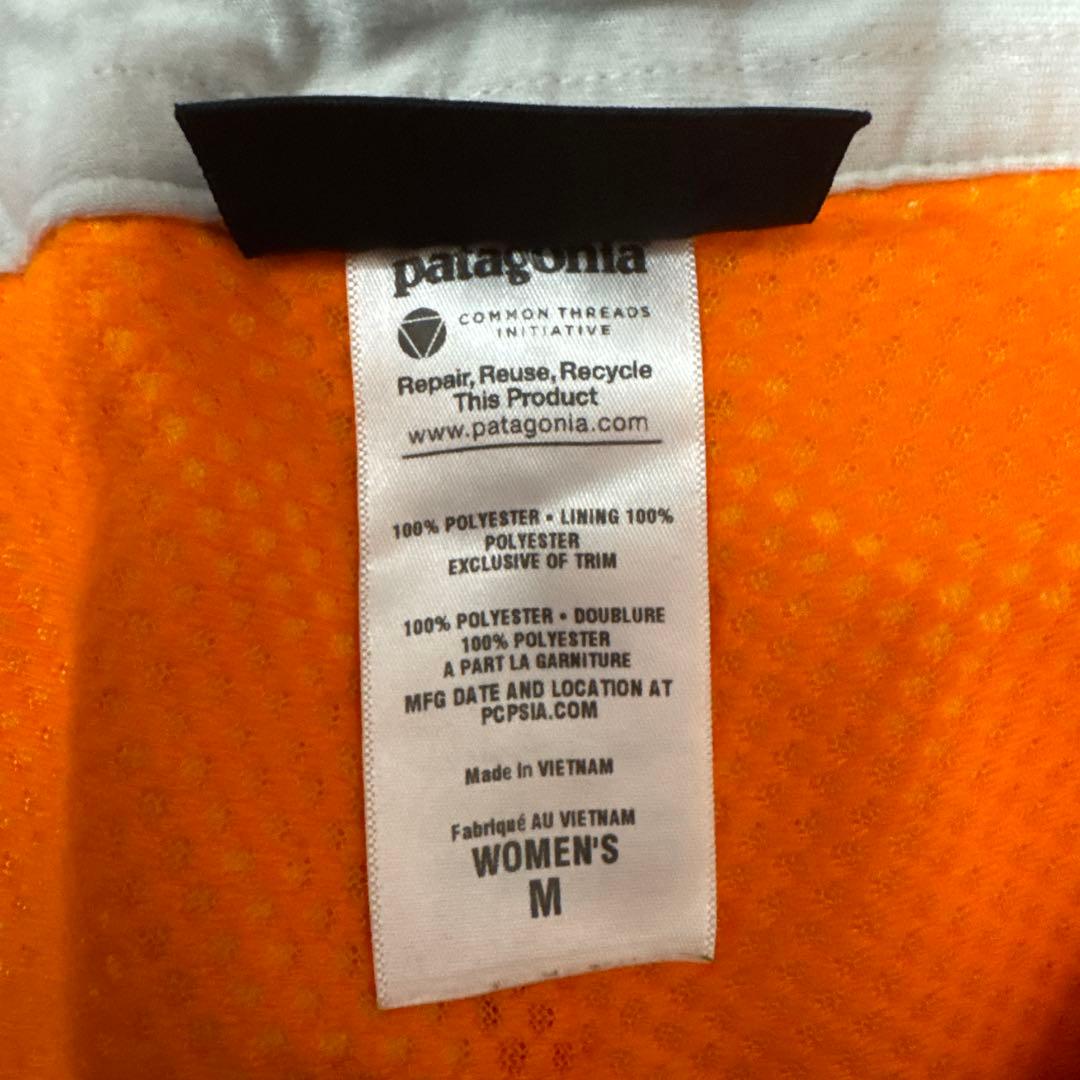 patagonia
COMMON THREADS
INITIATIVE
Repair, Reuse, Recycle
This Product
www.patagonia.com
100% POLYESTER • LINING 100%
POLYESTER
EXCLUSIVE OF TRIM
100% POLYESTER • DOUBLURE
100% POLYESTER
A PART LA GARNITURE
MFG DATE AND LOCATION AT
PCPSIA.COM
Made in VIETNAM
Fabriqué AU VIETNAM
WOMEN'S
M